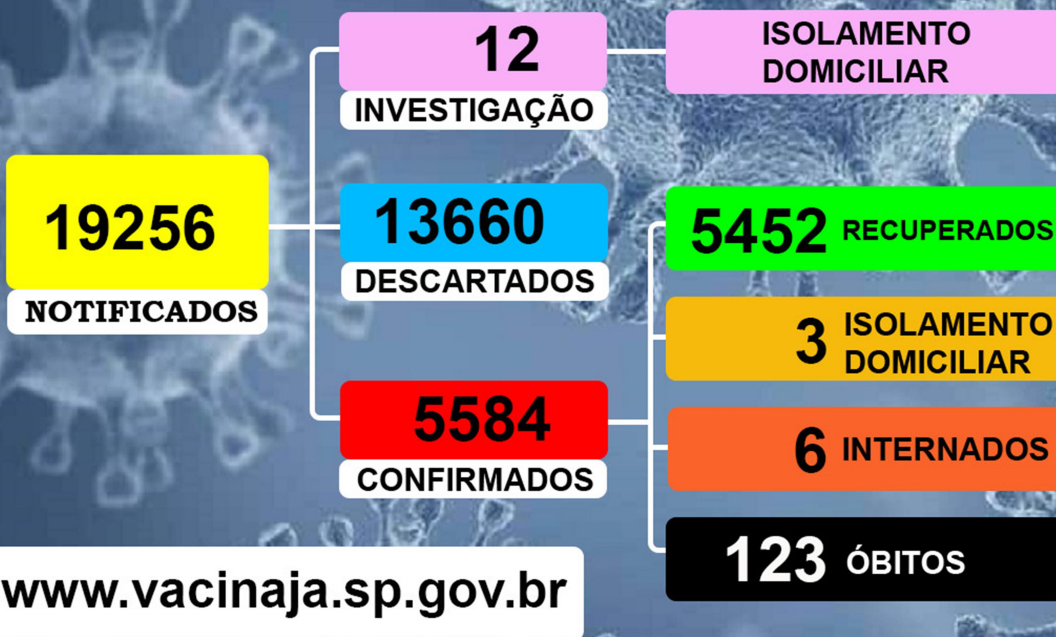 19256
NOTIFICADOS
12
INVESTIGAÇÃO
ISOLAMENTO
DOMICILIAR
13660
DESCARTADOS
5584
CONFIRMADOS
5452 RECUPERADOS
3 ISOLAMENTO
DOMICILIAR
6 INTERNADOS
123 ÓBITOS
www.vacinaja.sp.gov.br